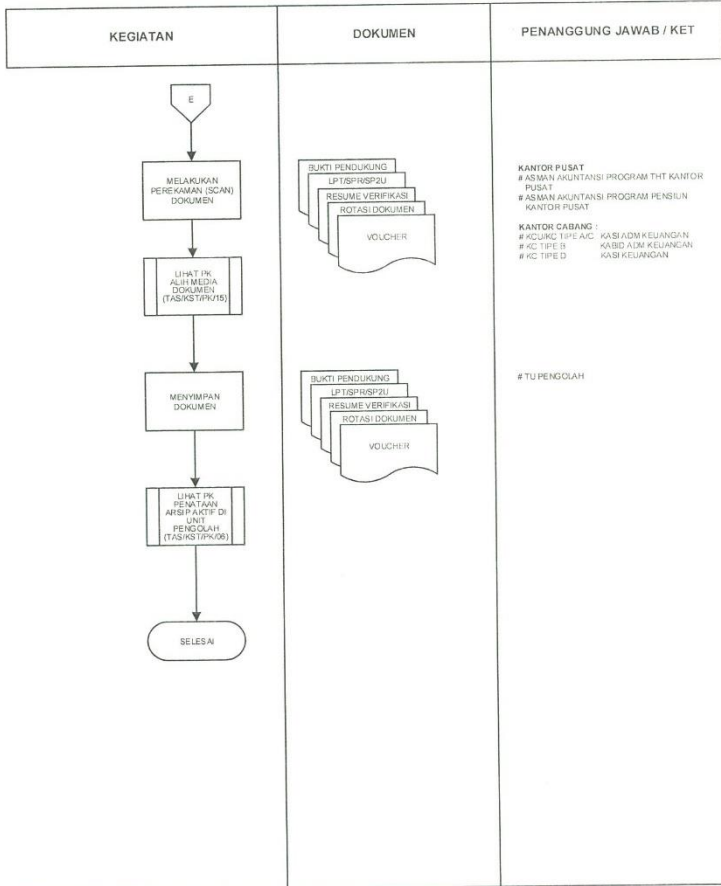 KEGIATAN
DOKUMEN
PENANGGUNG JAWAB / KET
E
MELAKUKAN
PEREKAMAN (SCAN)
DOKUMEN
BUKTI PENDUKUNG
LPT/SPR/SP2U
RESUME VERIFIKASI
ROTASI DOKUMEN
VOUCHER
KANTOR PUSAT
# ASMAN AKUNTANSI PROGRAM THT KANTOR
PUSAT
# ASMAN AKUNTANSI PROGRAM PENSIUN
KANTOR PUSAT
KANTOR CABANG :
# KCU/KC TIPE A/C KASI ADM KEUANGAN
# KC TIPE B KABID ADM KEUANGAN
# KC TIPE D KASI KEUANGAN
LIHAT PK
ALIH MEDIA
DOKUMEN
(TAS/KST/PK/15)
MENYIMPAN
DOKUMEN
BUKTI PENDUKUNG
LPT/SPR/SP2U
RESUME VERIFIKASI
ROTASI DOKUMEN
VOUCHER
# TU PENGOLAH
LIHAT PK
PENATAAN
ARSIP AKTIF DI
UNIT
PENGOLAH
(TAS/KST/PK/06)
SELESAI